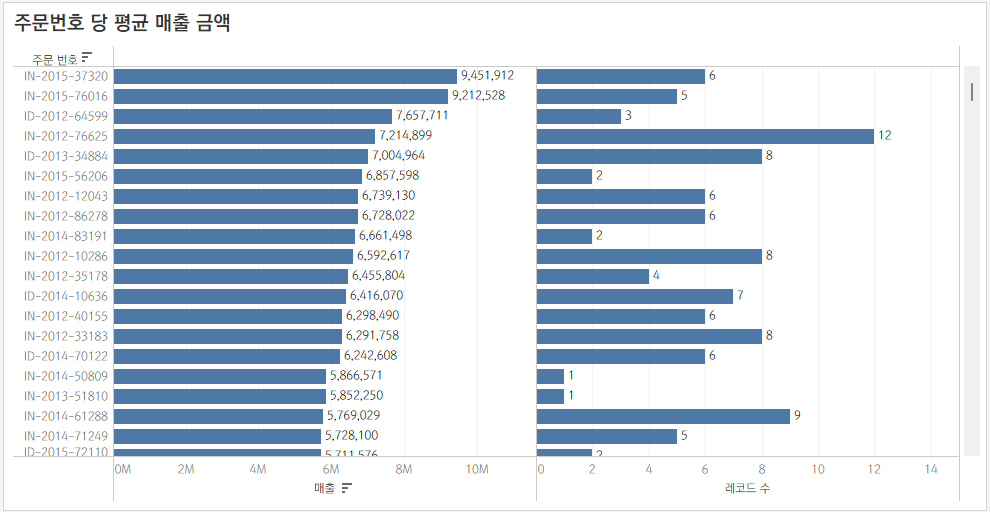 주문번호 당 평균 매출 금액
주문 번호
IN-2015-37320 9,451,912 6
IN-2015-76016 9,212,528 5
ID-2012-64599 7,657,711 3
IN-2012-76625 7,214,899 12
ID-2013-34884 7,004,964 8
IN-2015-56206 6,857,598 2
IN-2012-12043 6,739,130 6
IN-2012-86278 6,728,022 6
IN-2014-83191 6,661,498 2
IN-2012-10286 6,592,617 8
IN-2012-35178 6,455,804 4
ID-2014-10636 6,416,070 7
IN-2012-40155 6,298,490 6
IN-2012-33183 6,291,758 8
ID-2014-70122 6,242,608 6
IN-2014-50809 5,866,571 1
IN-2013-51810 5,852,250 1
IN-2014-61288 5,769,029 9
IN-2014-71249 5,728,100 5
ID-2015-72110 5,711,576 2
0M 2M 4M 6M 8M 10M 0 2 4 6 8 10 12 14
매출 레코드 수